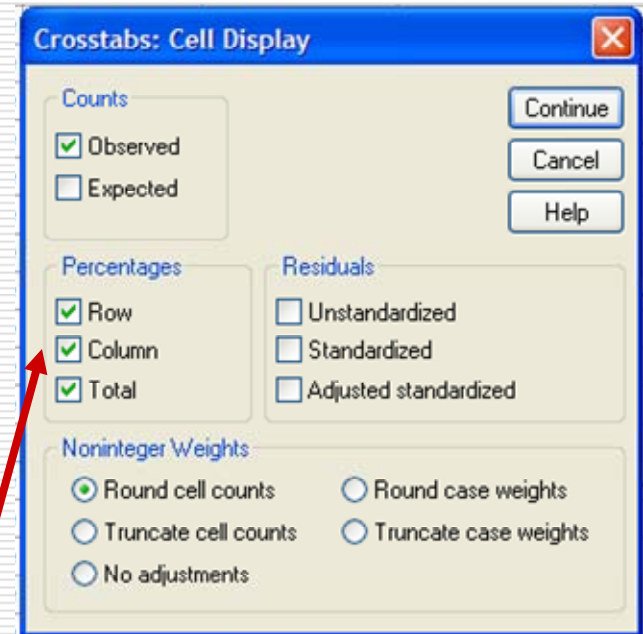 Crosstabs: Cell Display
Counts
Observed
Expected
Continue
Cancel
Help
Percentages
Row
Column
Total
Residuals
Unstandardized
Standardized
Adjusted standardized
Noninteger Weights
Round cell counts Round case weights
Truncate cell counts Truncate case weights
No adjustments